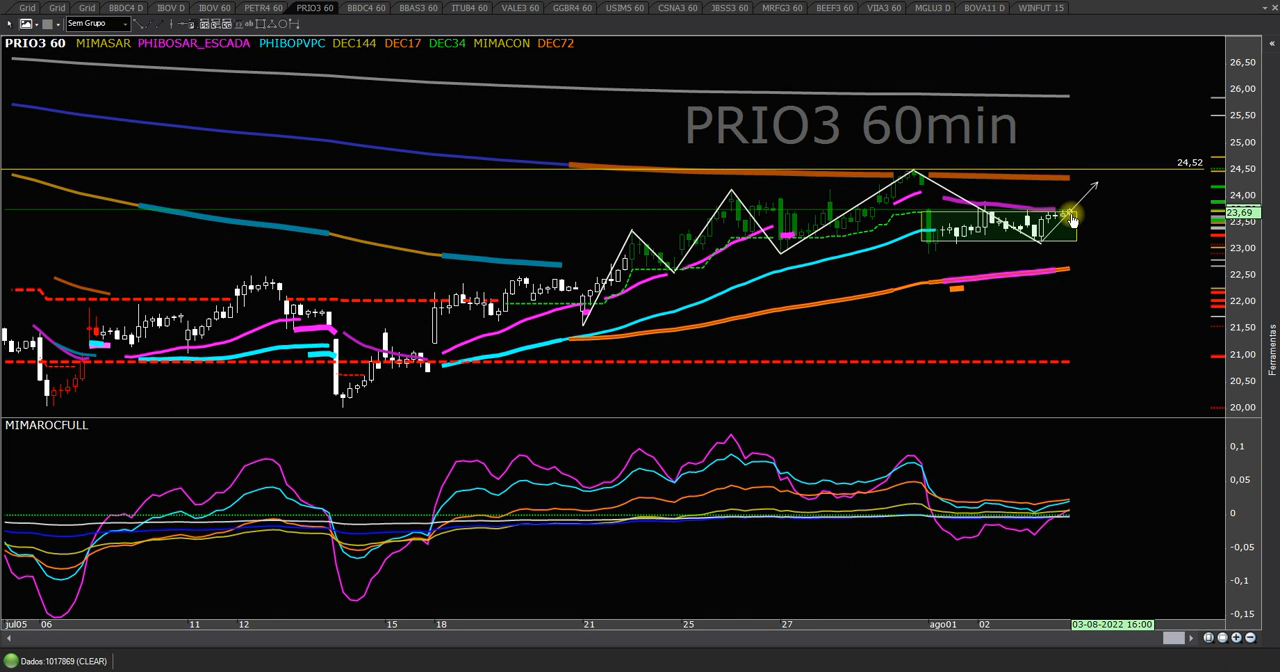 Grid Grid Grid BBDC4 D IBOV D IBOV 60 PETR4 60 PRIO3 60 BBDC4 60 BBAS3 60 ITUB4 60 VALE3 60 GGBR4 60 USIM5 60 CSNA3 60 JBSS3 60 MRFG3 60 BEEF3 60 VIIA3 60 MGLU3 D BOVA11 D WINFUT 15
Sem Grupo
PRIO3 60 MIMASAR PHIBOSAR_ESCADA PHIBOPVPC DEC144 DEC17 DEC34 MIMACON DEC72
26,50
26,00
PRIO3 60min
25,50
25,00
24,52
24,50
24,00
23,69
23,50
23,00
22,50
22,00
21,50
21,00
20,50
20,00
Ferramentas
MIMAROCFULL
0,1
0,05
0
-0,05
-0,1
-0,15
jul05 06 11 12 15 18 21 25 27 ago01 02 03-08-2022 16:00
Dados:1017869 (CLEAR)